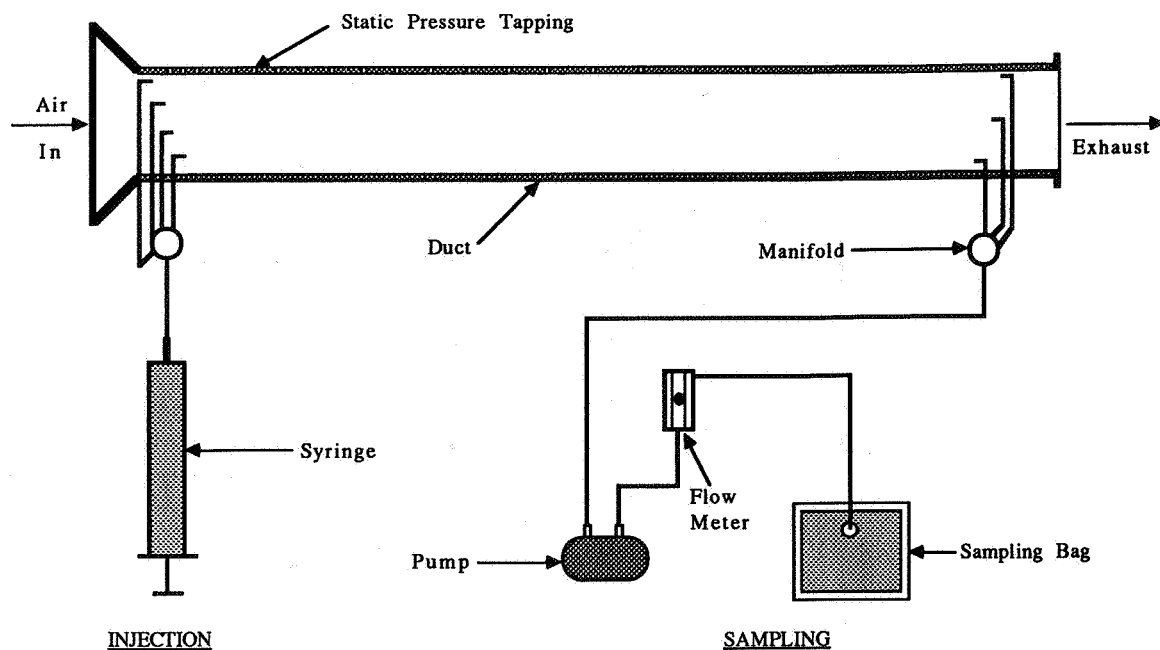 Static Pressure Tapping
Air
In
Exhaust
Duct
Manifold
Syringe
Flow
Meter
Pump
Sampling Bag
INJECTION
SAMPLING